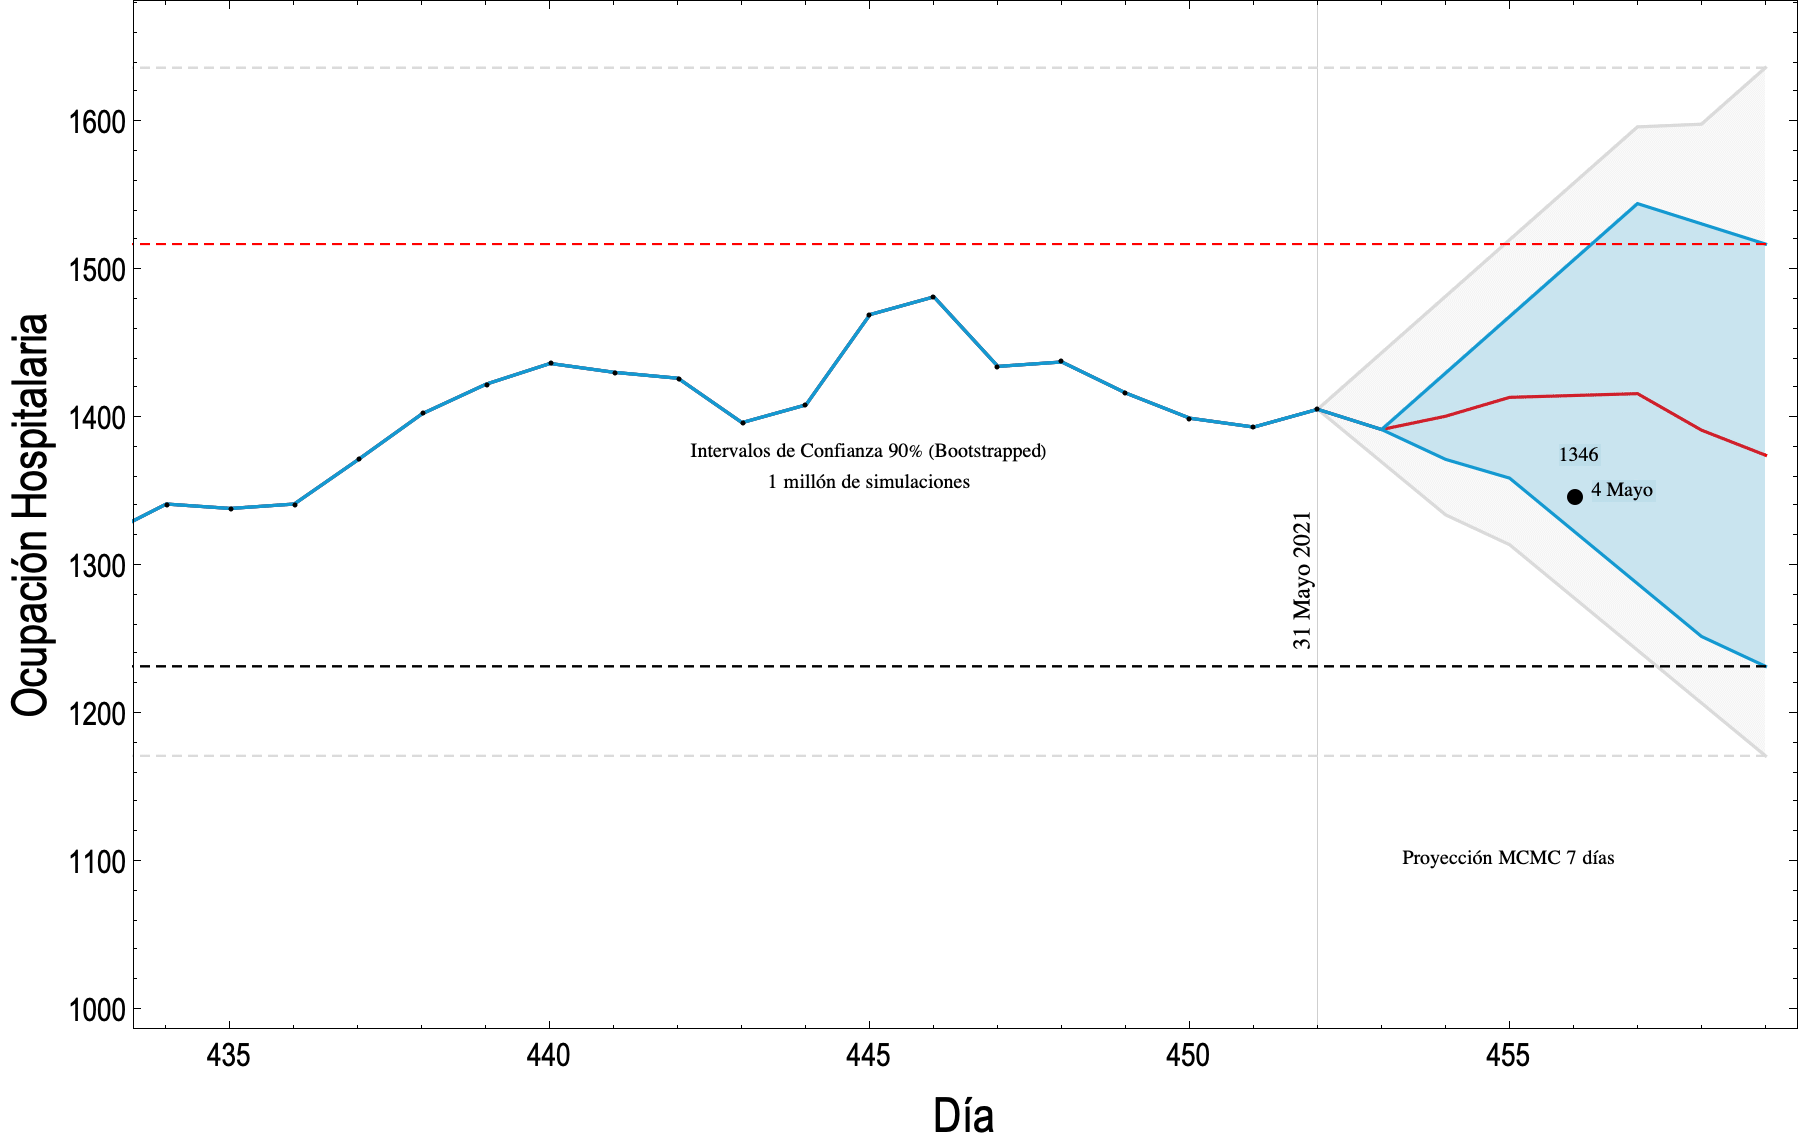 1600
1500
1400
1300
1200
1100
1000
Ocupación Hospitalaria
Intervalos de Confianza 90% (Bootstrapped)
1 millón de simulaciones
31 Mayo 2021
1346
4 Mayo
Proyección MCMC 7 días
435
440
445
450
455
Día